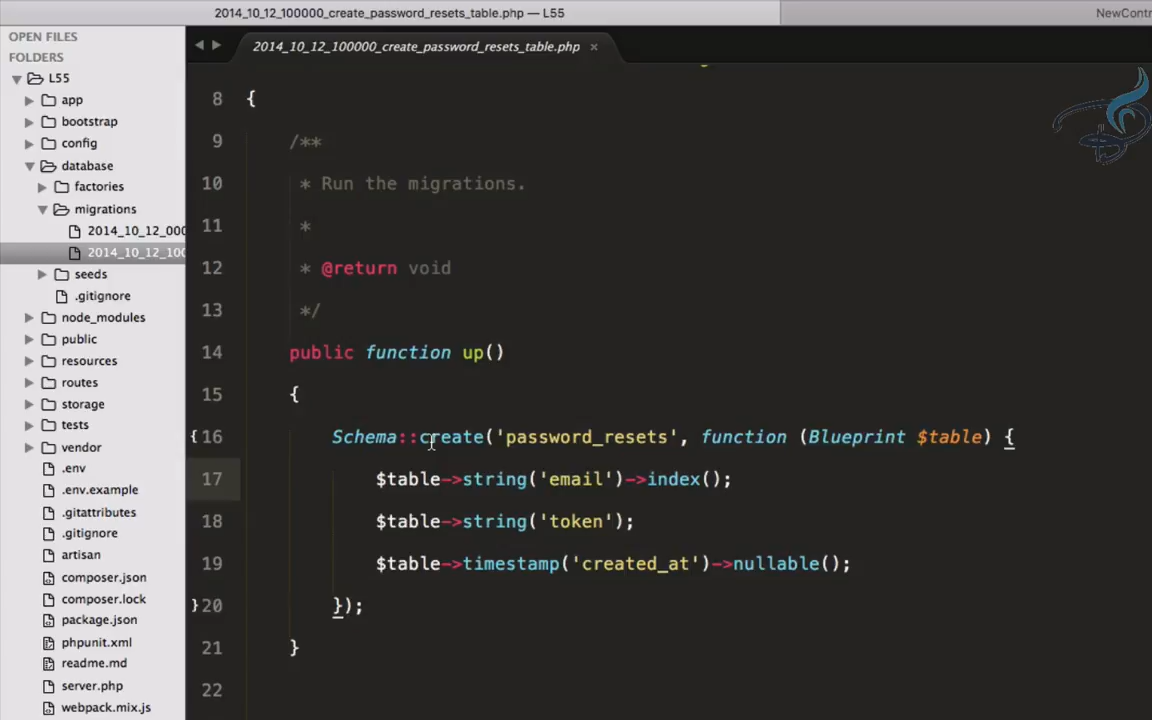 2014_10_12_100000_create_password_resets_table.php — L55
NewContr
OPEN FILES
FOLDERS
L55
app
bootstrap
config
database
factories
migrations
2014_10_12_000
2014_10_12_100
seeds
.gitignore
node_modules
public
resources
routes
storage
tests
vendor
.env
.env.example
.gitattributes
.gitignore
artisan
composer.json
composer.lock
package.json
phpunit.xml
readme.md
server.php
webpack.mix.js
2014_10_12_100000_create_password_resets_table.php ×
8 {
9 /**
10 * Run the migrations.
11 *
12 * @return void
13 */
14 public function up()
15 {
{ 16 Schema::create('password_resets', function (Blueprint $table) {
17 $table->string('email')->index();
18 $table->string('token');
19 $table->timestamp('created_at')->nullable();
} 20 });
21 }
22